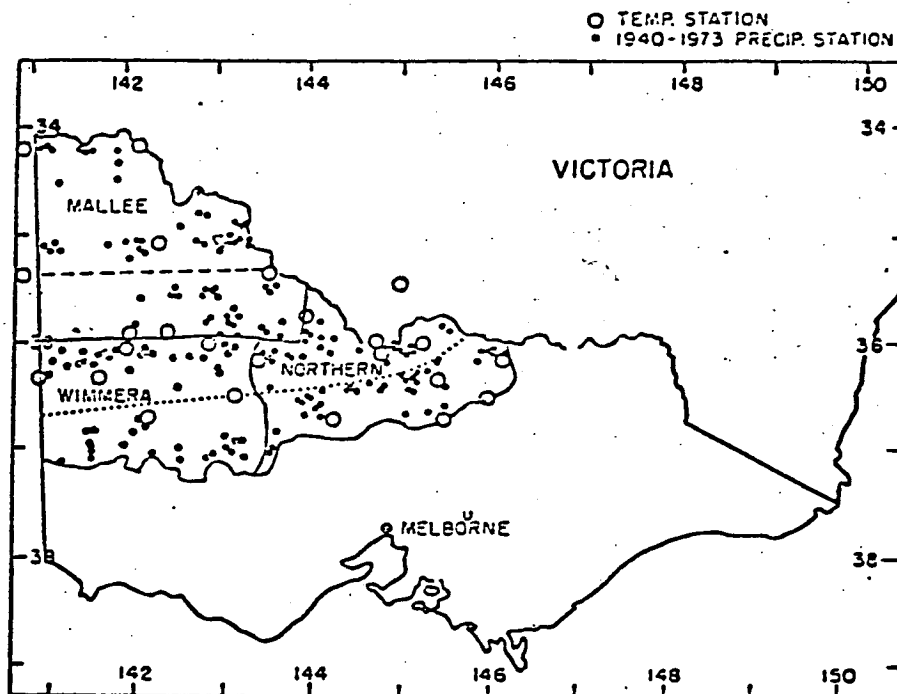 ○ TEMP. STATION
• 1940-1973 PRECIP. STATION
142 144 146 148 150
34 34
VICTORIA
MALLEE
36 36
NORTHERN
WIMMERA
MELBOURNE
38 38
142 144 146 148 150